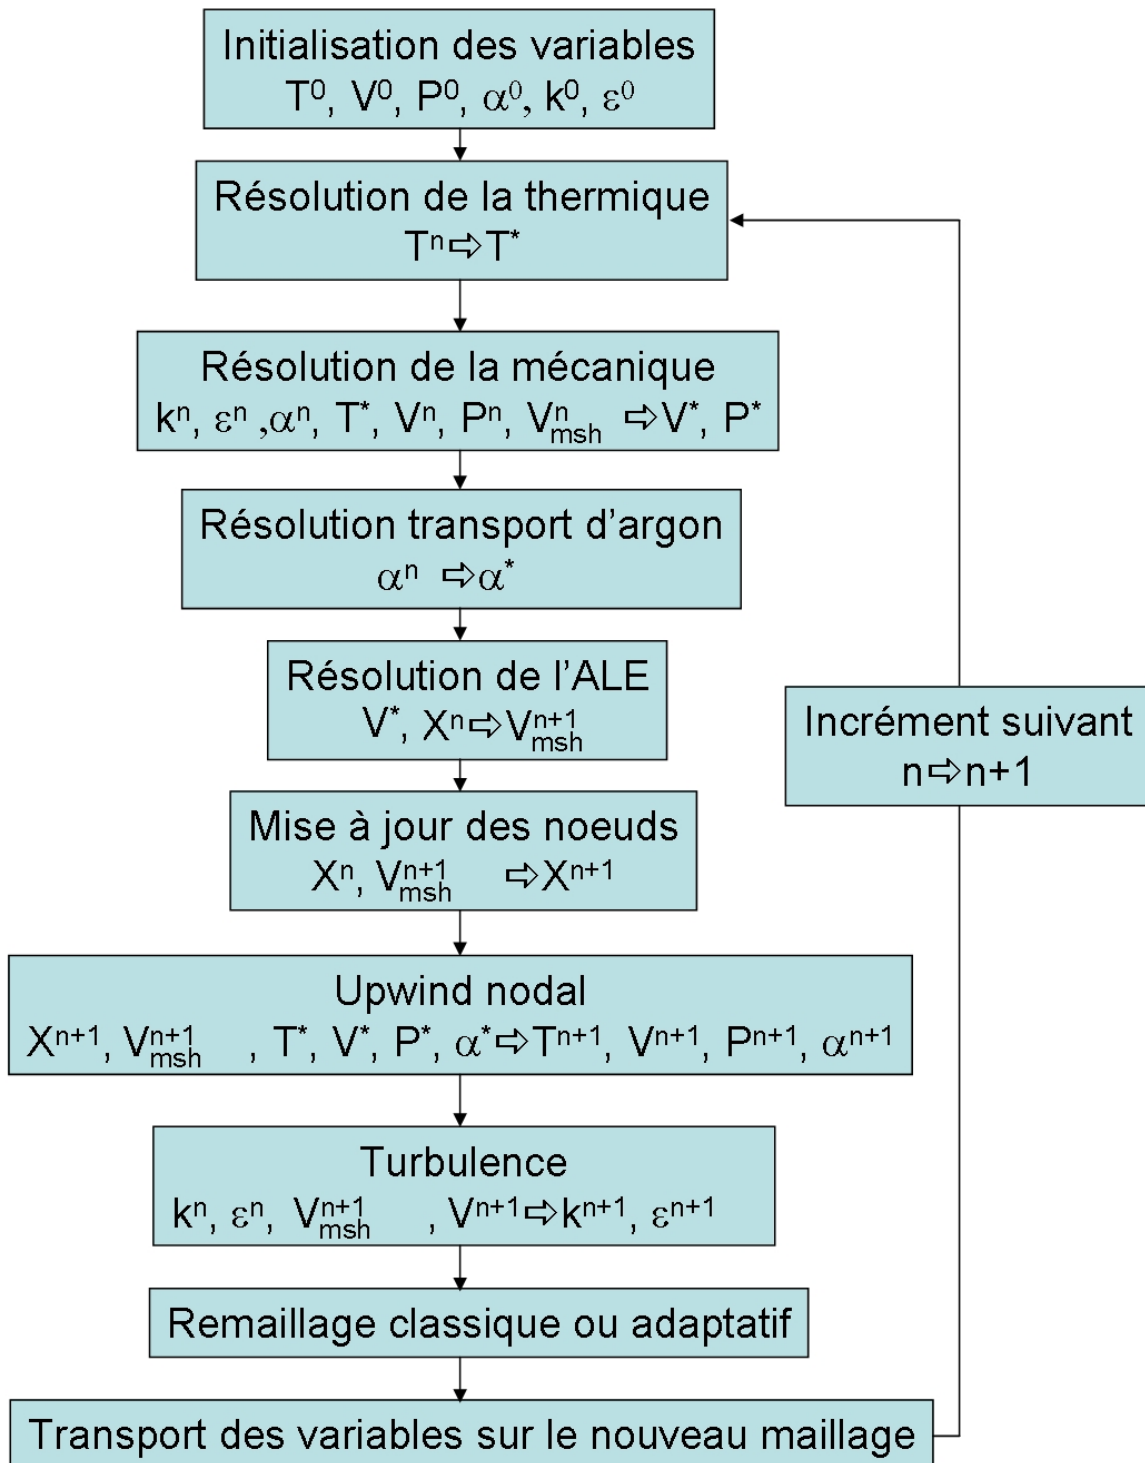 Initialisation des variables
T⁰, V⁰, P⁰, α⁰, k⁰, ε⁰
Résolution de la thermique
Tⁿ⇨T*
Résolution de la mécanique
kⁿ, εⁿ ,αⁿ, T*, Vⁿ, Pⁿ, Vⁿmsh ⇨V*, P*
Résolution transport d'argon
αⁿ ⇨α*
Résolution de l'ALE
V*, Xⁿ⇨Vⁿ⁺¹msh
Incrément suivant
n⇨n+1
Mise à jour des noeuds
Xⁿ, Vⁿ⁺¹msh ⇨Xⁿ⁺¹
Upwind nodal
Xⁿ⁺¹, Vⁿ⁺¹msh , T*, V*, P*, α*⇨Tⁿ⁺¹, Vⁿ⁺¹, Pⁿ⁺¹, αⁿ⁺¹
Turbulence
kⁿ, εⁿ, Vⁿ⁺¹msh , Vⁿ⁺¹⇨kⁿ⁺¹, εⁿ⁺¹
Remaillage classique ou adaptatif
Transport des variables sur le nouveau maillage